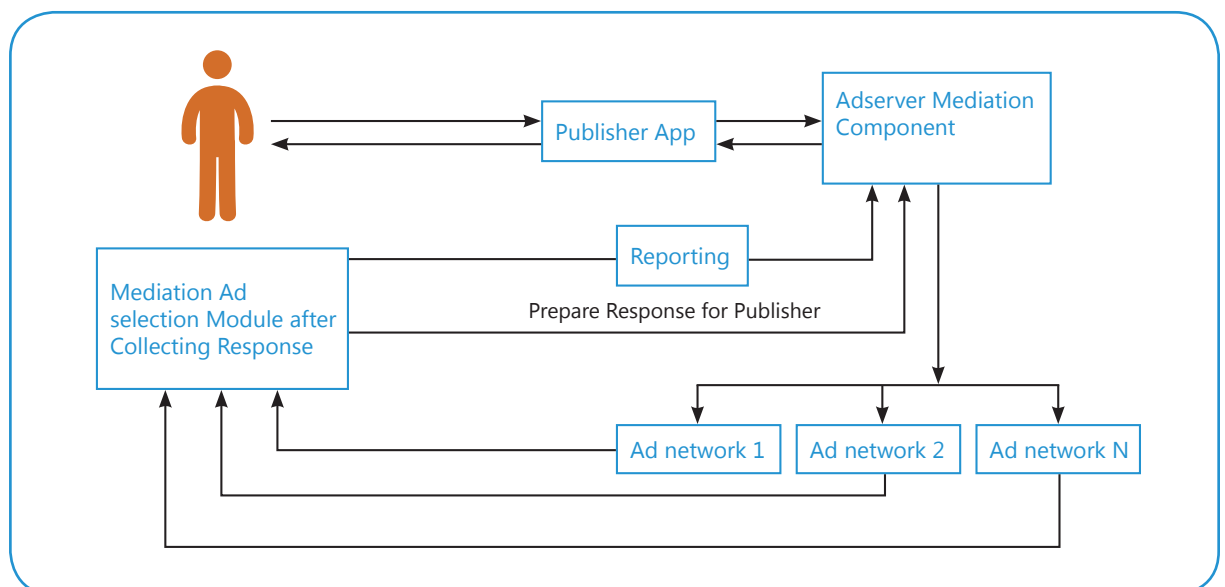 Publisher App
Adserver Mediation
Component
Reporting
Mediation Ad
selection Module after
Collecting Response
Prepare Response for Publisher
Ad network 1
Ad network 2
Ad network N